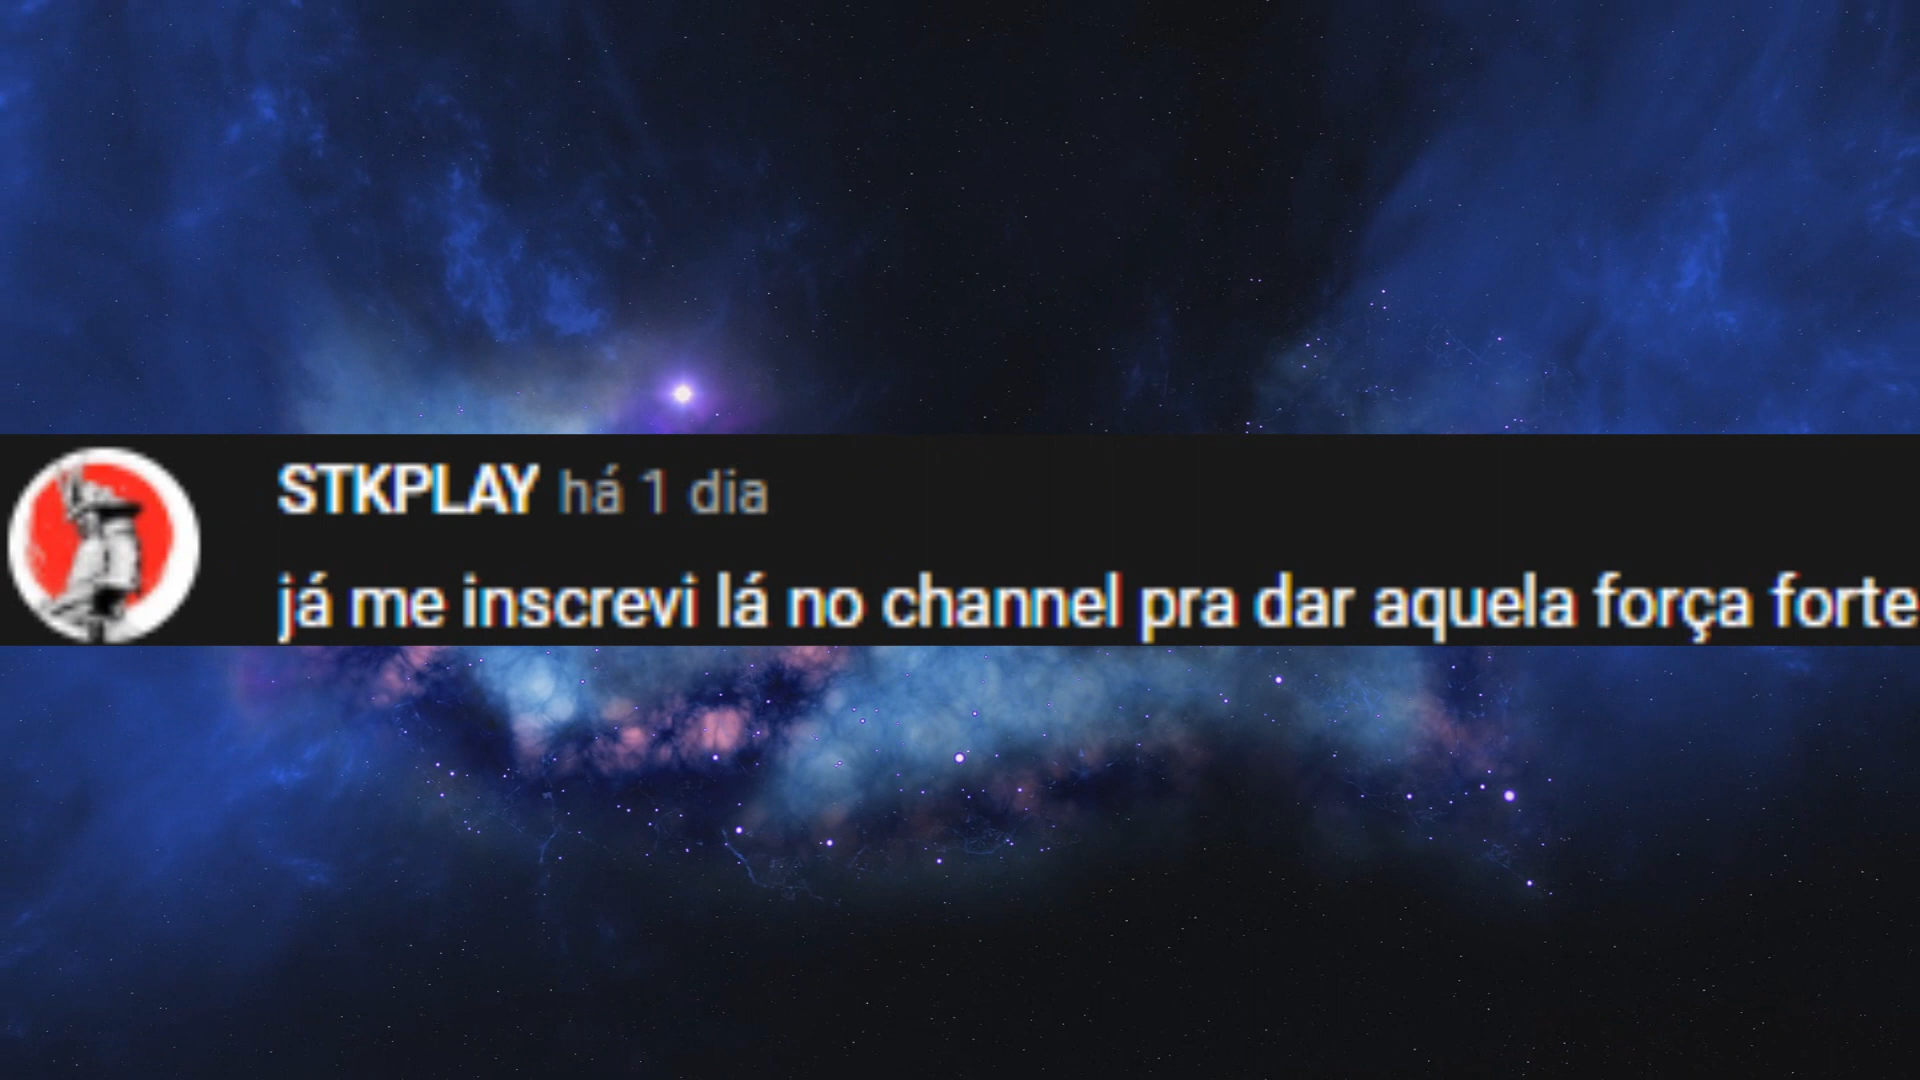 STKPLAY há 1 dia
já me inscrevi lá no channel pra dar aquela força forte